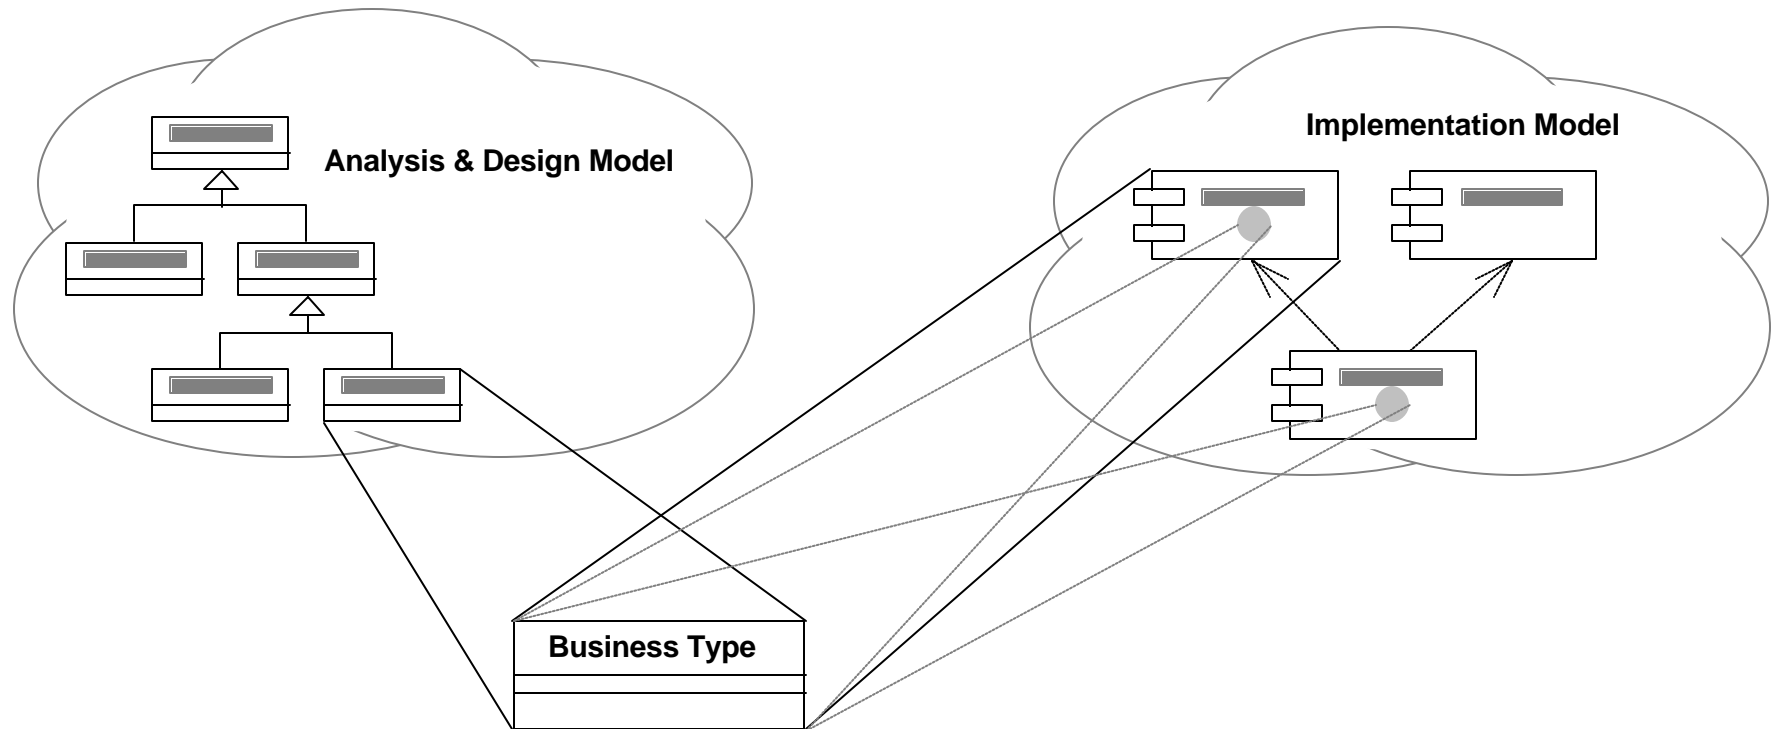 Analysis & Design Model
Implementation Model
Business Type